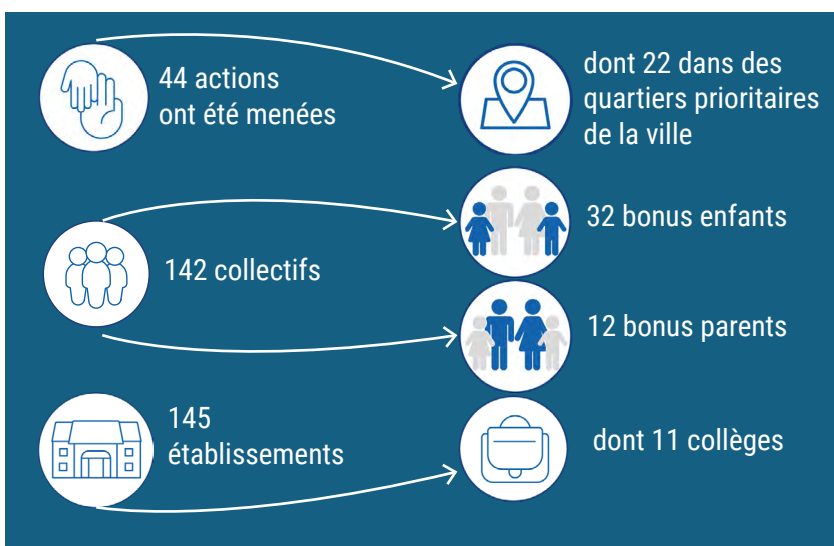 44 actions
ont été menées
dont 22 dans des
quartiers prioritaires
de la ville
142 collectifs
32 bonus enfants
12 bonus parents
145
établissements
dont 11 collèges